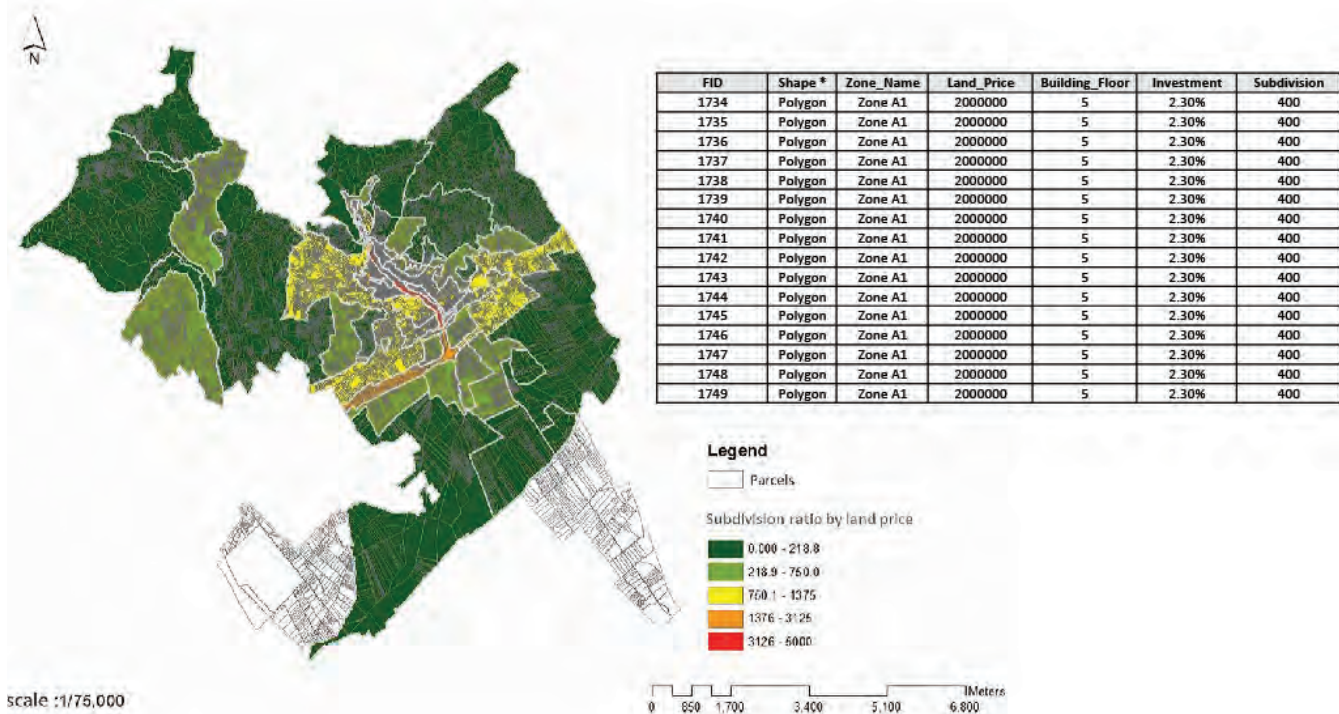 N
FID Shape * Zone_Name Land_Price Building_Floor Investment Subdivision
1734 Polygon Zone A1 2000000 5 2.30% 400
1735 Polygon Zone A1 2000000 5 2.30% 400
1736 Polygon Zone A1 2000000 5 2.30% 400
1737 Polygon Zone A1 2000000 5 2.30% 400
1738 Polygon Zone A1 2000000 5 2.30% 400
1739 Polygon Zone A1 2000000 5 2.30% 400
1740 Polygon Zone A1 2000000 5 2.30% 400
1741 Polygon Zone A1 2000000 5 2.30% 400
1742 Polygon Zone A1 2000000 5 2.30% 400
1743 Polygon Zone A1 2000000 5 2.30% 400
1744 Polygon Zone A1 2000000 5 2.30% 400
1745 Polygon Zone A1 2000000 5 2.30% 400
1746 Polygon Zone A1 2000000 5 2.30% 400
1747 Polygon Zone A1 2000000 5 2.30% 400
1748 Polygon Zone A1 2000000 5 2.30% 400
1749 Polygon Zone A1 2000000 5 2.30% 400
Legend
Parcels
Subdivision ratio by land price
0.000 - 218.8
218.9 - 750.0
750.1 - 1375
1376 - 3125
3126 - 5000
scale :1/75,000
Meters
0 850 1,700 3,400 5,100 6,800